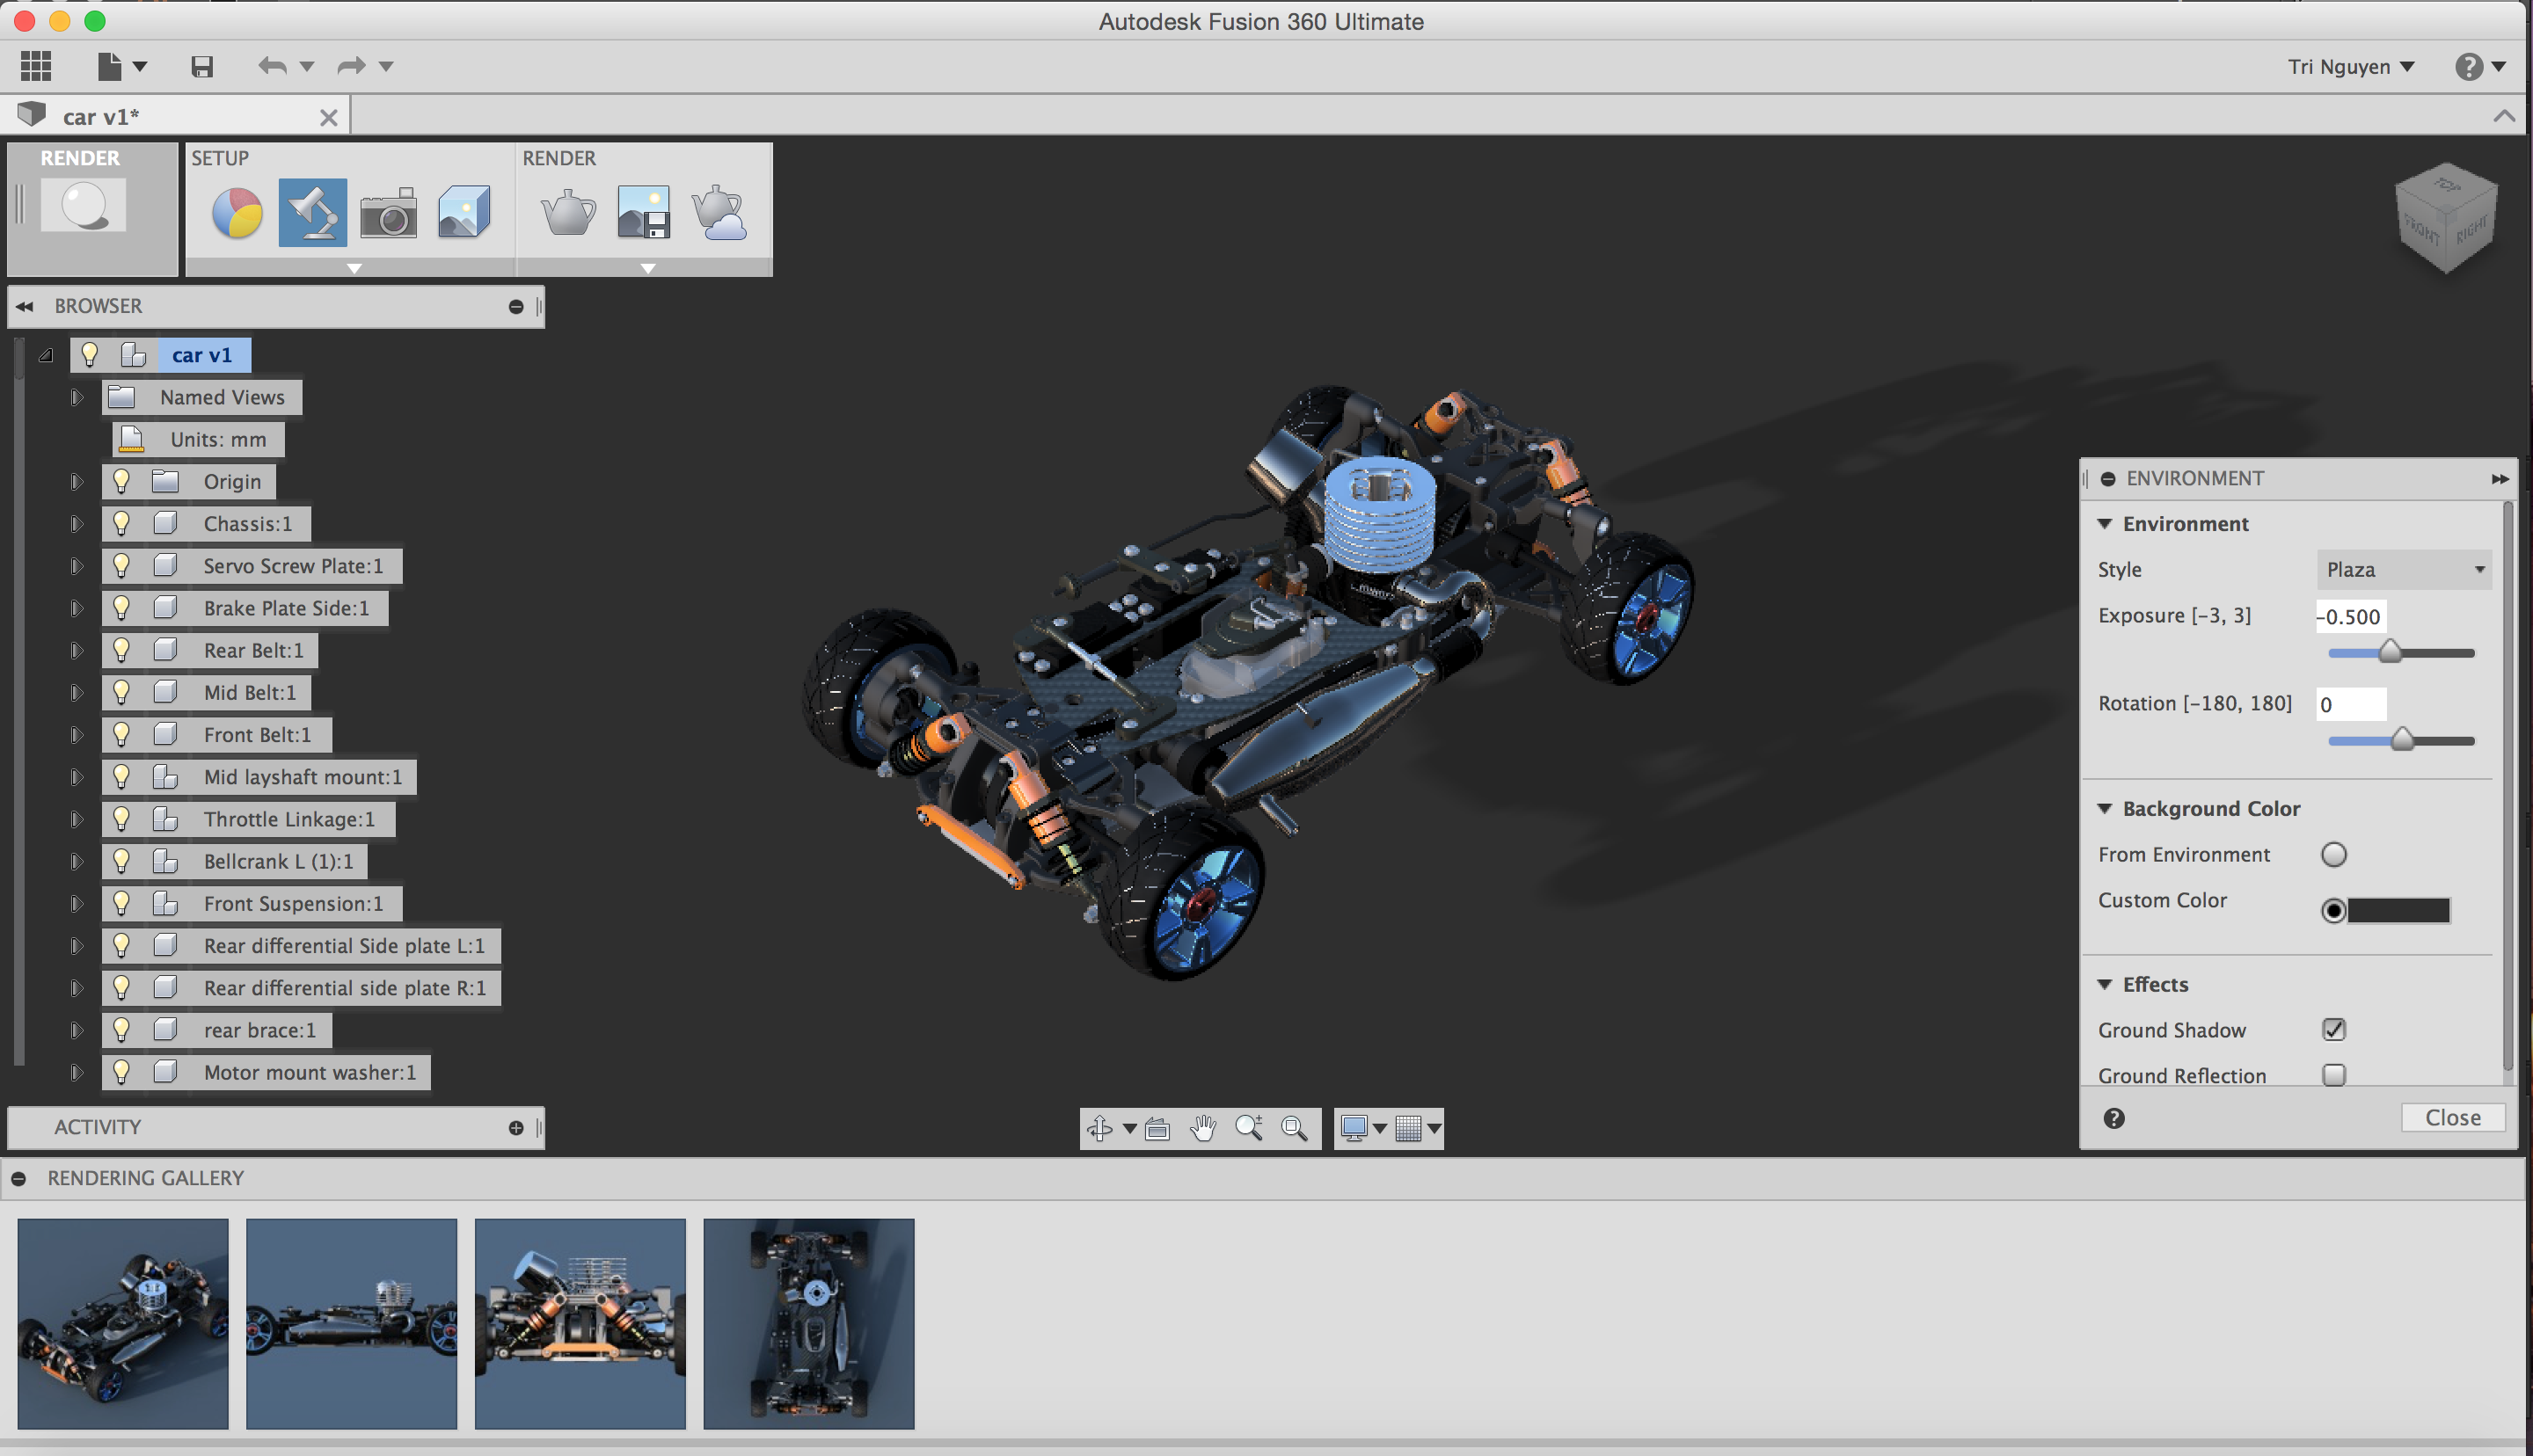 Autodesk Fusion 360 Ultimate
Tri Nguyen
car v1*
RENDER
SETUP
RENDER
TOP
FRONT
RIGHT
BROWSER
car v1
Named Views
Units: mm
Origin
Chassis:1
Servo Screw Plate:1
Brake Plate Side:1
Rear Belt:1
Mid Belt:1
Front Belt:1
Mid layshaft mount:1
Throttle Linkage:1
Bellcrank L (1):1
Front Suspension:1
Rear differential Side plate L:1
Rear differential side plate R:1
rear brace:1
Motor mount washer:1
ENVIRONMENT
Environment
Style Plaza
Exposure [-3, 3] -0.500
Rotation [-180, 180] 0
Background Color
From Environment
Custom Color
Effects
Ground Shadow
Ground Reflection
Close
ACTIVITY
RENDERING GALLERY